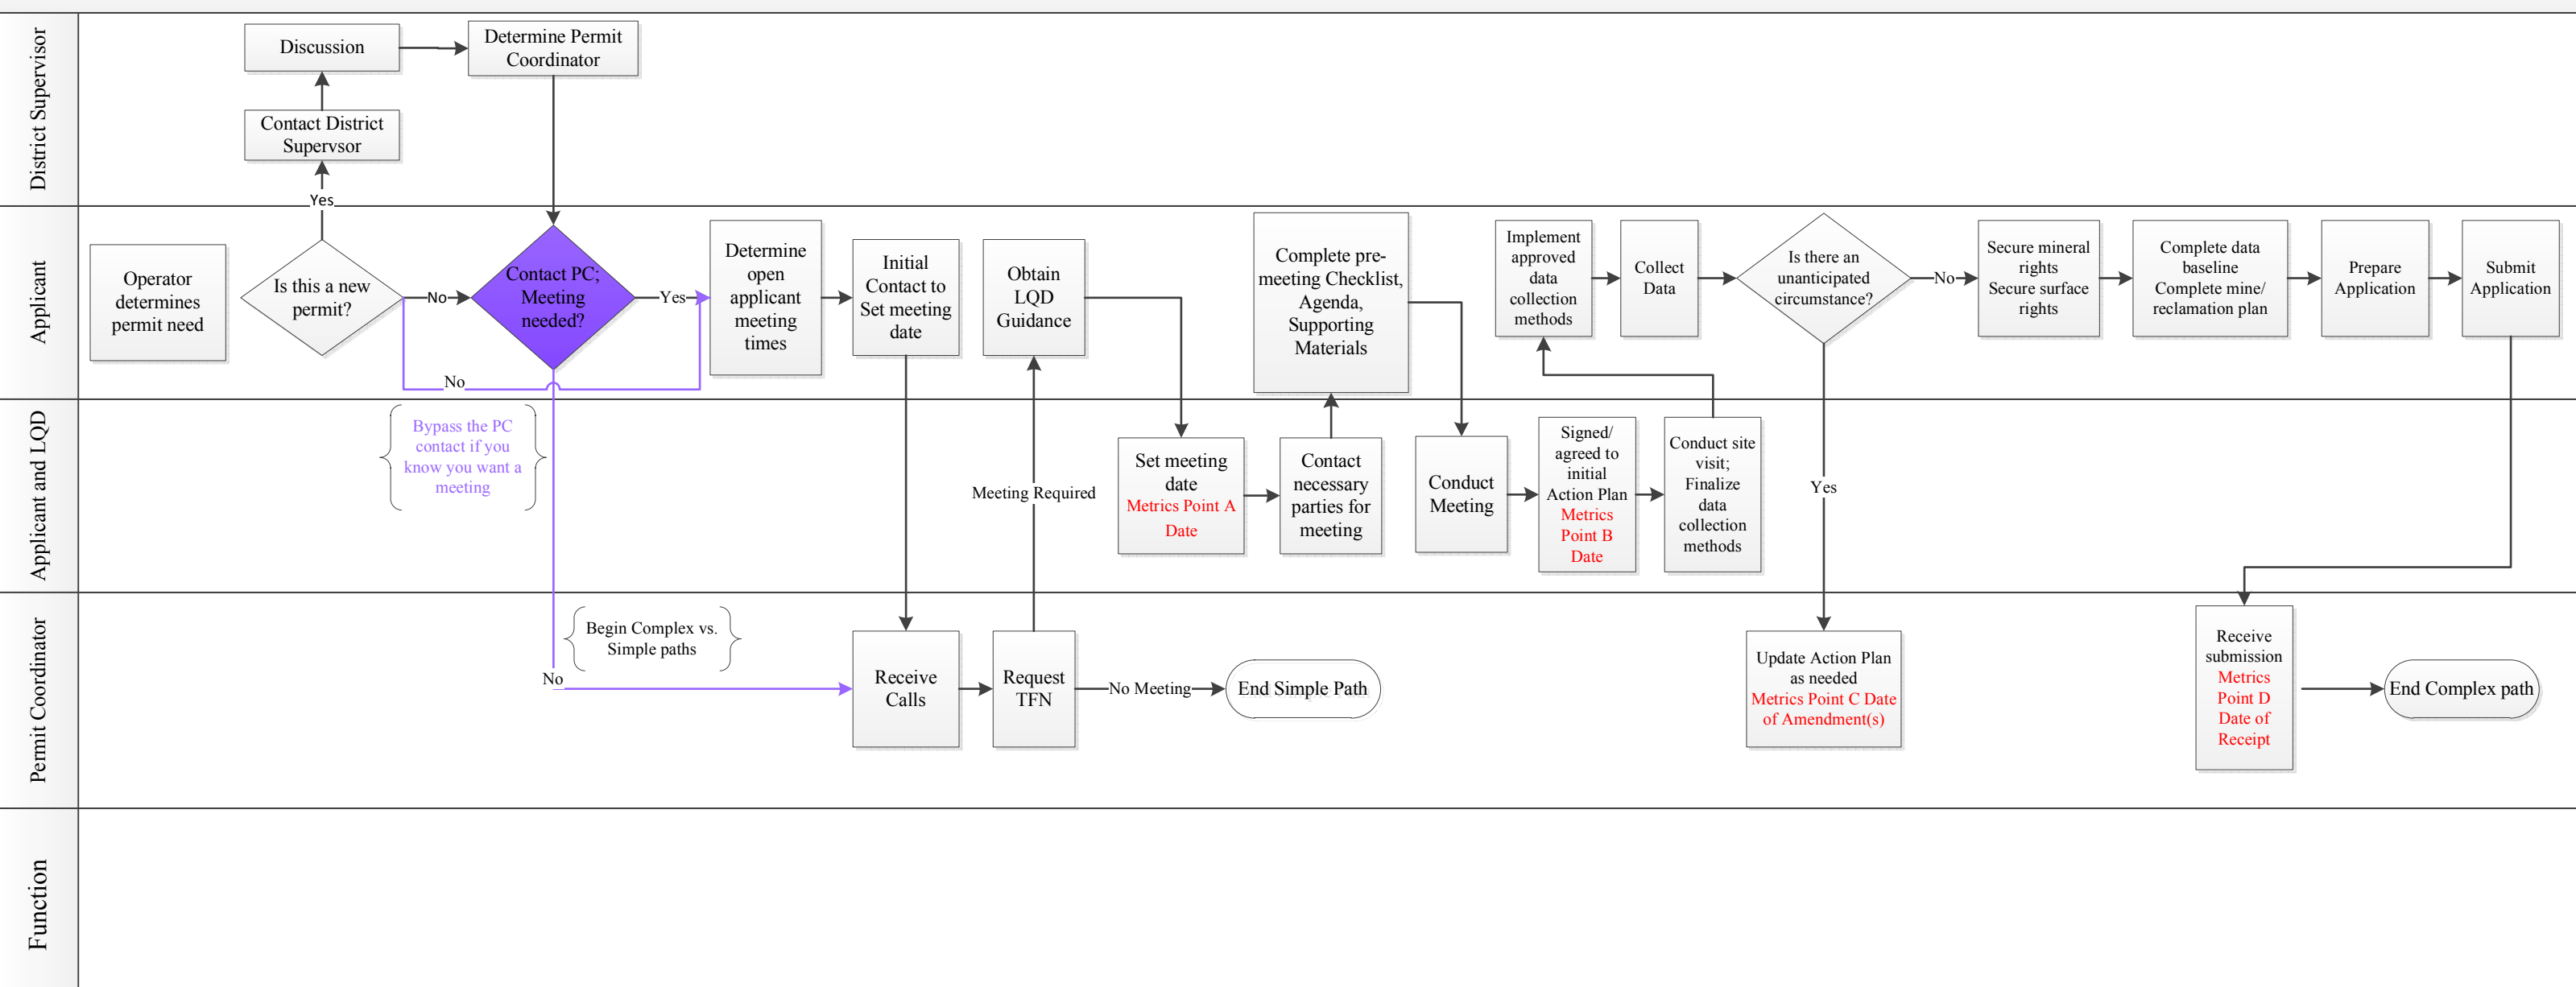 District Supervisor
Discussion
Determine Permit
Coordinator
Contact District
Supervsor
Yes
Applicant
Operator
determines
permit need
Is this a new
permit?
No
Contact PC;
Meeting
needed?
Yes
No
Determine
open
applicant
meeting
times
Initial
Contact to
Set meeting
date
Obtain
LQD
Guidance
Complete pre-
meeting Checklist,
Agenda,
Supporting
Materials
Implement
approved
data
collection
methods
Collect
Data
Is there an
unanticipated
circumstance?
No
Secure mineral
rights
Secure surface
rights
Complete data
baseline
Complete mine/
reclamation plan
Prepare
Application
Submit
Application
Applicant and LQD
Bypass the PC
contact if you
know you want a
meeting
Meeting Required
Set meeting
date
Metrics Point A
Date
Contact
necessary
parties for
meeting
Conduct
Meeting
Signed/
agreed to
initial
Action Plan
Metrics
Point B
Date
Conduct site
visit;
Finalize
data
collection
methods
Yes
Permit Coordinator
Begin Complex vs.
Simple paths
No
Receive
Calls
Request
TFN
No Meeting
End Simple Path
Update Action Plan
as needed
Metrics Point C Date
of Amendment(s)
Receive
submission
Metrics
Point D
Date of
Receipt
End Complex path
Function